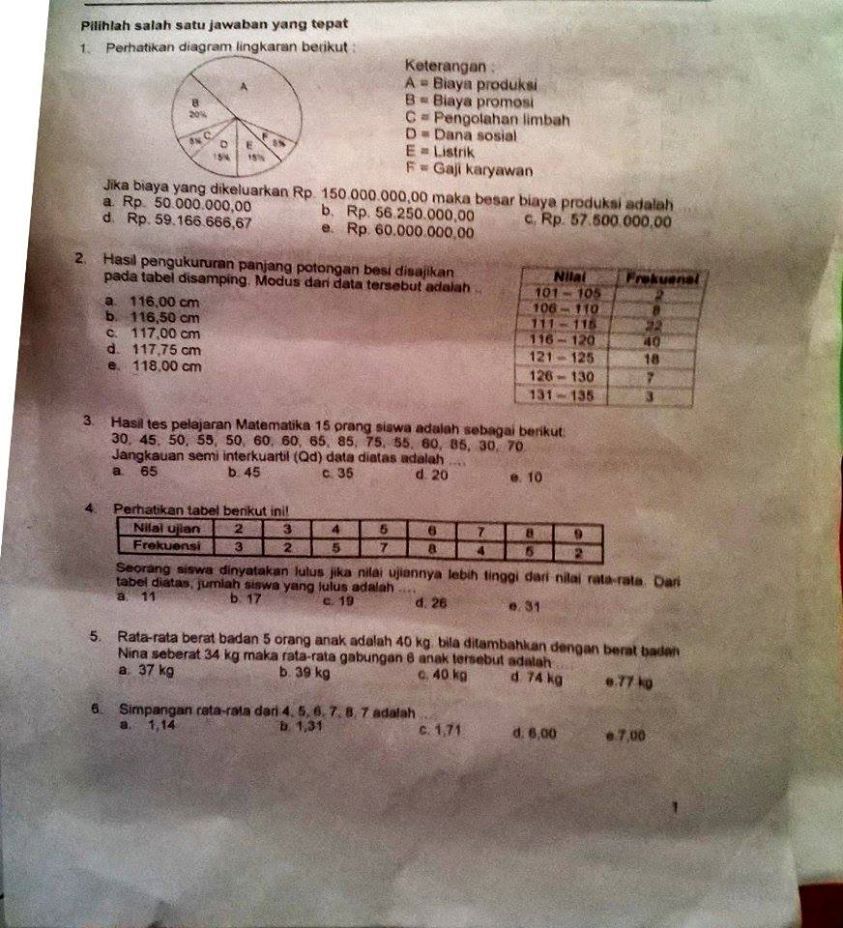 Pilihlah salah satu jawaban yang tepat
1. Perhatikan diagram lingkaran berikut :
A
B
20%
C
5%
D
15%
E
15%
F
5%
Keterangan :
A = Biaya produksi
B = Biaya promosi
C = Pengolahan limbah
D = Dana sosial
E = Listrik
F = Gaji karyawan
Jika biaya yang dikeluarkan Rp. 150.000.000,00 maka besar biaya produksi adalah
a. Rp. 50.000.000,00 b. Rp. 56.250.000,00 c. Rp. 57.500.000,00
d. Rp. 59.166.666,67 e. Rp. 60.000.000,00
2. Hasil pengukururan panjang potongan besi disajikan
pada tabel disamping. Modus dari data tersebut adalah ..
a. 116,00 cm
b. 116,50 cm
c. 117,00 cm
d. 117,75 cm
e. 118,00 cm
Nilai Frekuensi
101 – 105 2
106 – 110 8
111 – 115 22
116 – 120 40
121 – 125 18
126 – 130 7
131 – 135 3
3. Hasil tes pelajaran Matematika 15 orang siswa adalah sebagai berikut:
30, 45, 50, 55, 50, 60, 60, 65, 85, 75, 55, 60, 85, 30, 70
Jangkauan semi interkuartil (Qd) data diatas adalah ....
a. 65 b. 45 c. 35 d. 20 e. 10
4. Perhatikan tabel berikut ini!
Nilai ujian 2 3 4 5 6 7 8 9
Frekuensi 3 2 5 7 8 4 5 2
Seorang siswa dinyatakan lulus jika nilai ujiannya lebih tinggi dari nilai rata-rata. Dari
tabel diatas, jumlah siswa yang lulus adalah ....
a. 11 b. 17 c. 19 d. 26 e. 31
5. Rata-rata berat badan 5 orang anak adalah 40 kg. bila ditambahkan dengan berat badan
Nina seberat 34 kg maka rata-rata gabungan 6 anak tersebut adalah ....
a. 37 kg b. 39 kg c. 40 kg d. 74 kg e.77 kg
6. Simpangan rata-rata dari 4, 5, 6, 7, 8, 7 adalah ....
a. 1,14 b. 1,31 c. 1,71 d. 6,00 e.7,00
1